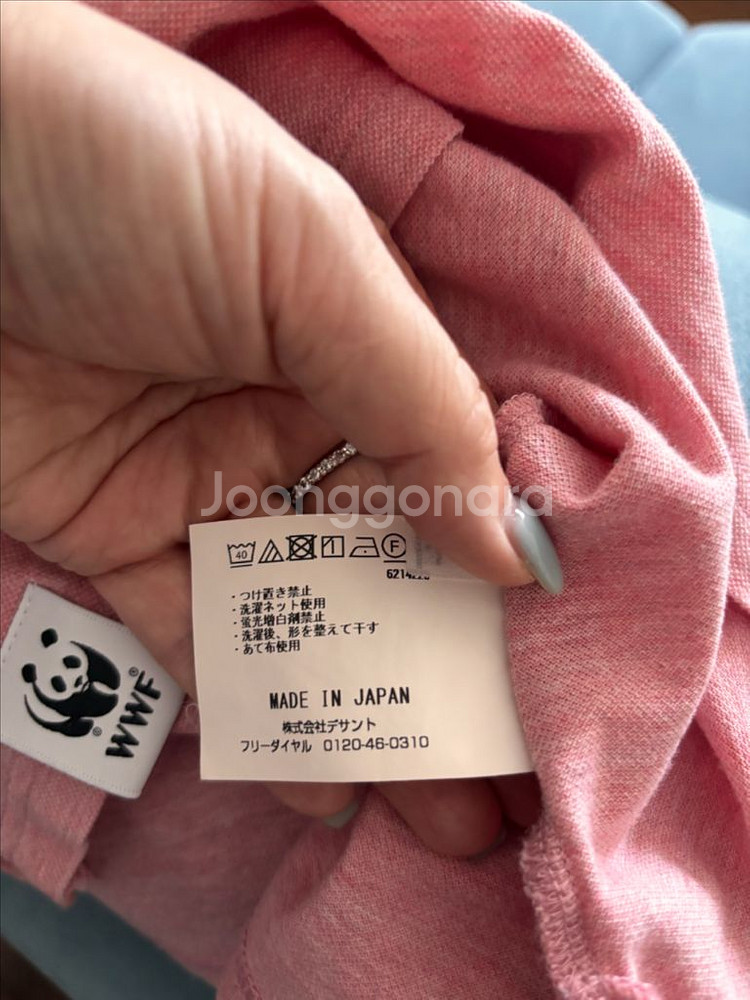 Joonggonara
40
F
・つけ置き禁止
・洗濯ネット使用
・蛍光増白剤禁止
・洗濯後、形を整えて干す
・あて布使用
MADE IN JAPAN
株式会社デサント
フリーダイヤル 0120-46-0310
WWF®
®